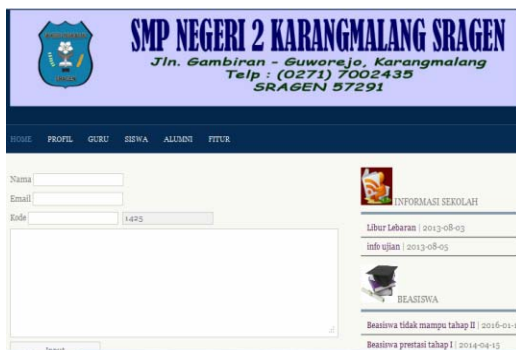 SMP NEGERI 2 KARANGMALANG SRAGEN
Jln. Gambiran - Guworejo, Karangmalang
Telp : (0271) 7002435
SRAGEN 57291
HOME PROFIL GURU SISWA ALUMNI FITUR
Nama
Email
Kode 1425
INFORMASI SEKOLAH
Libur Lebaran | 2013-08-03
info ujian | 2013-08-05
BEASISWA
Beasiswa tidak mampu tahap II | 2016-01-1
Beasiswa prestasi tahap I | 2014-04-15